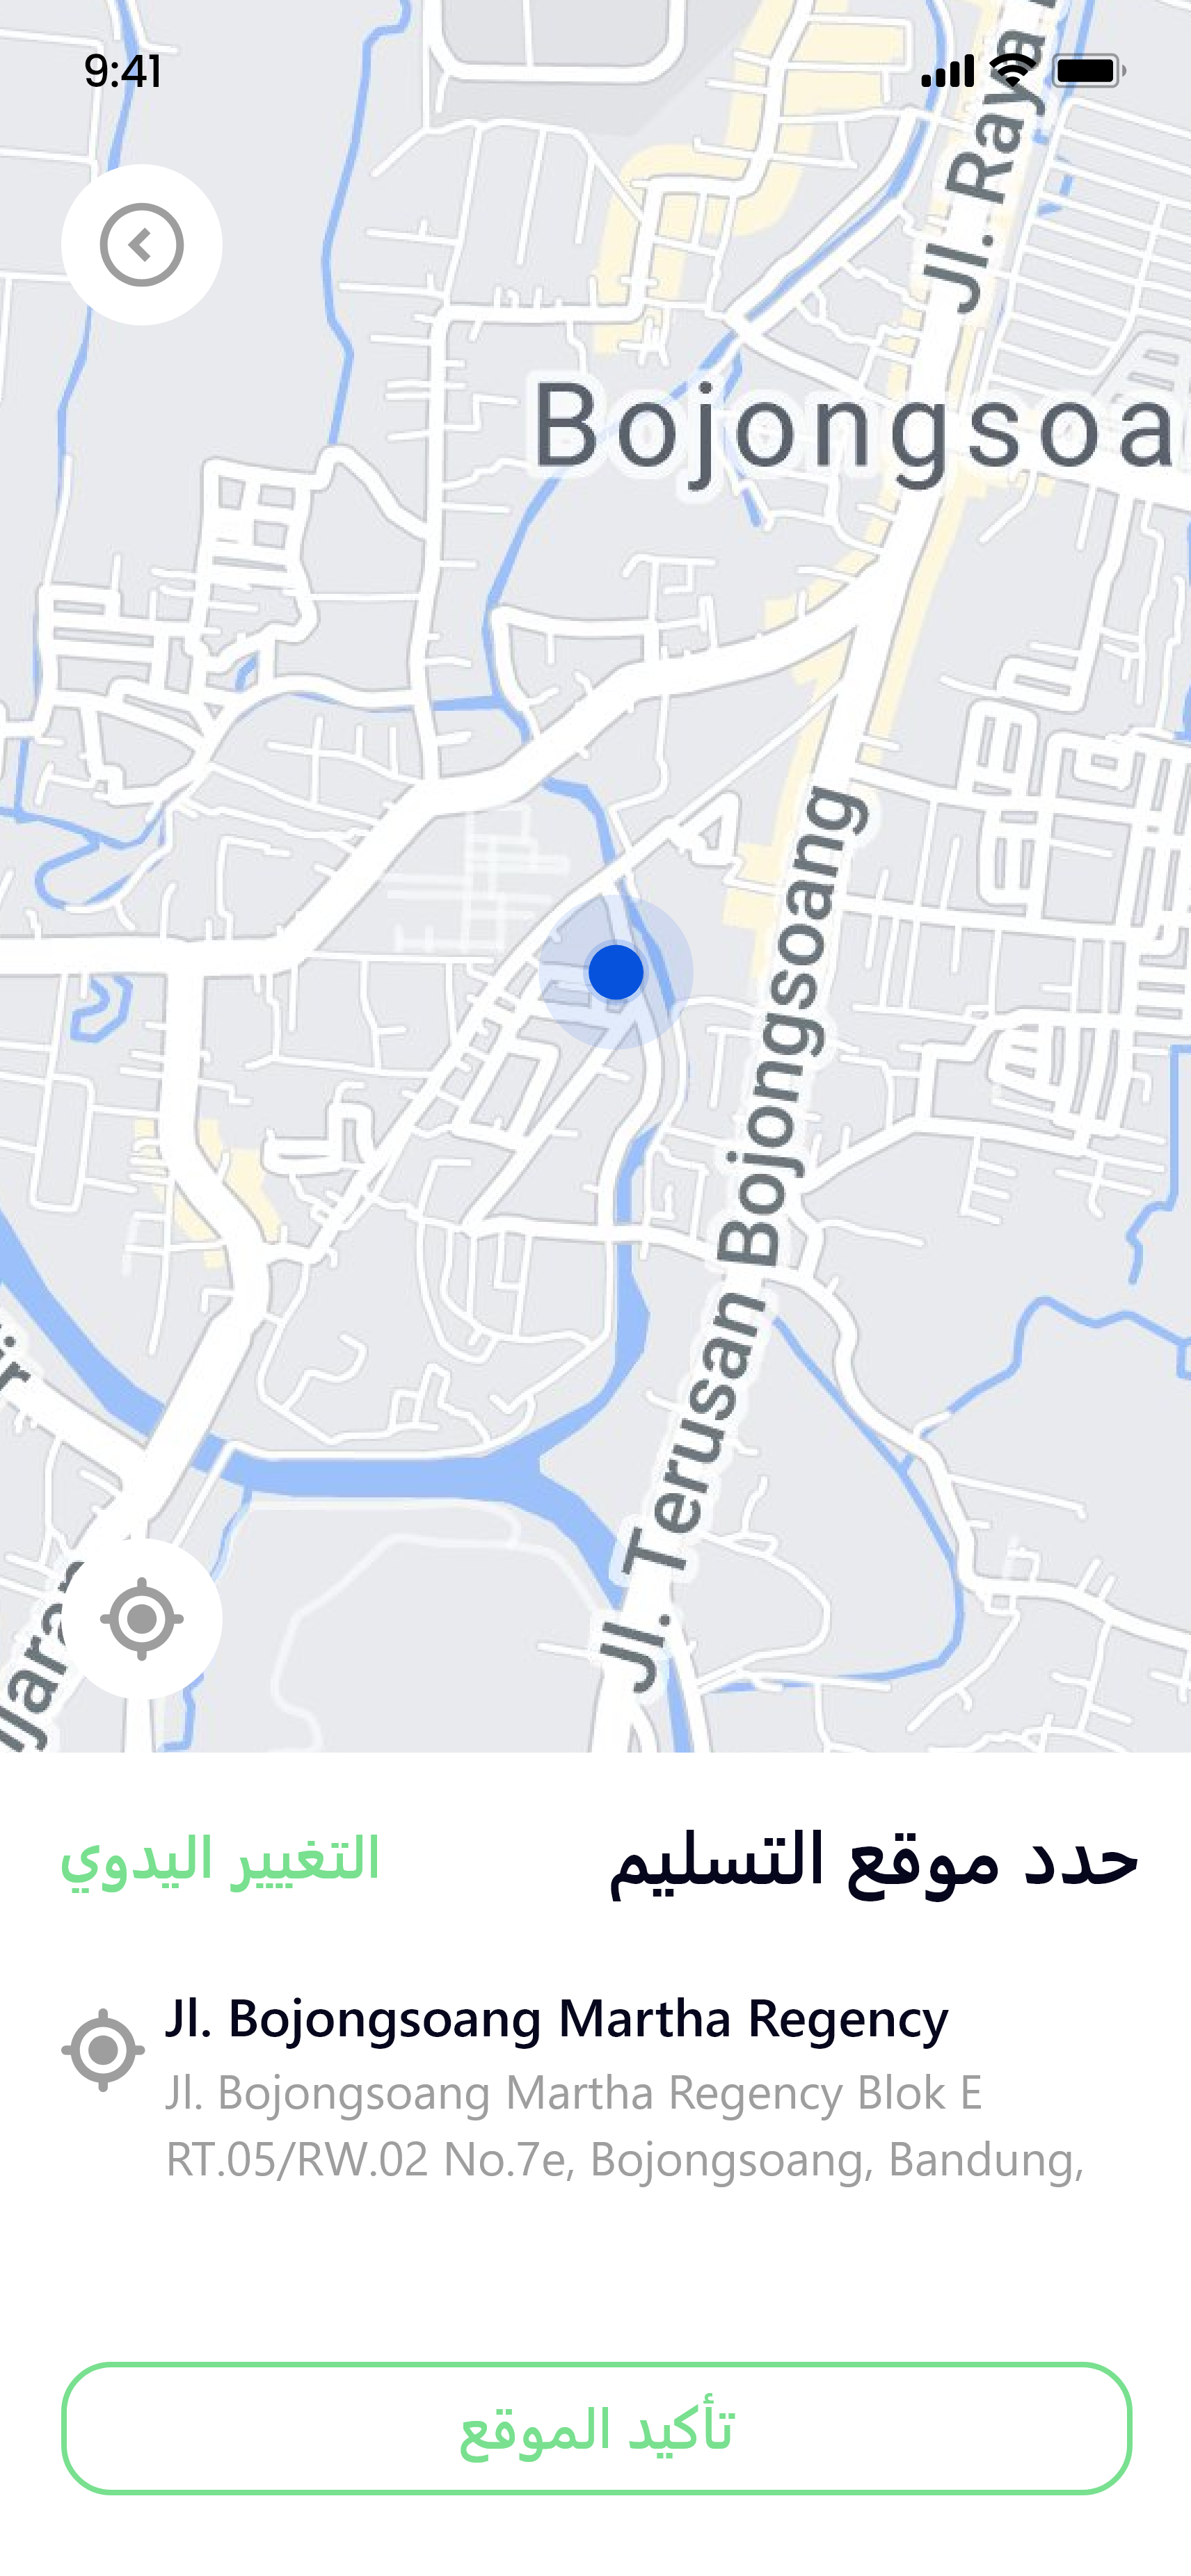 9:41
Jl. Raya
Bojongsoa
Jl. Terusan Bojongsoang
حدد موقع التسليم
التغيير اليدوي
Jl. Bojongsoang Martha Regency
Jl. Bojongsoang Martha Regency Blok E
RT.05/RW.02 No.7e, Bojongsoang, Bandung,
تأكيد الموقع